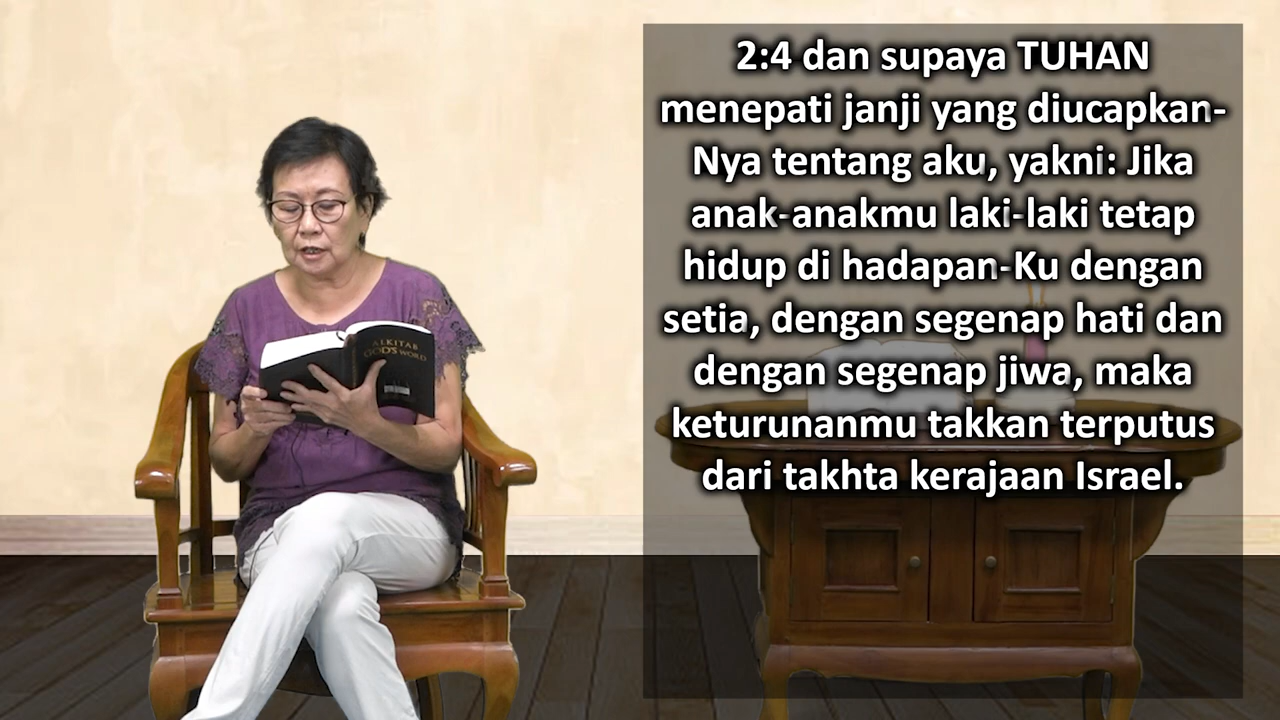 ALKITAB
GOD'S WORD
2:4 dan supaya TUHAN
menepati janji yang diucapkan-
Nya tentang aku, yakni: Jika
anak-anakmu laki-laki tetap
hidup di hadapan-Ku dengan
setia, dengan segenap hati dan
dengan segenap jiwa, maka
keturunanmu takkan terputus
dari takhta kerajaan Israel.